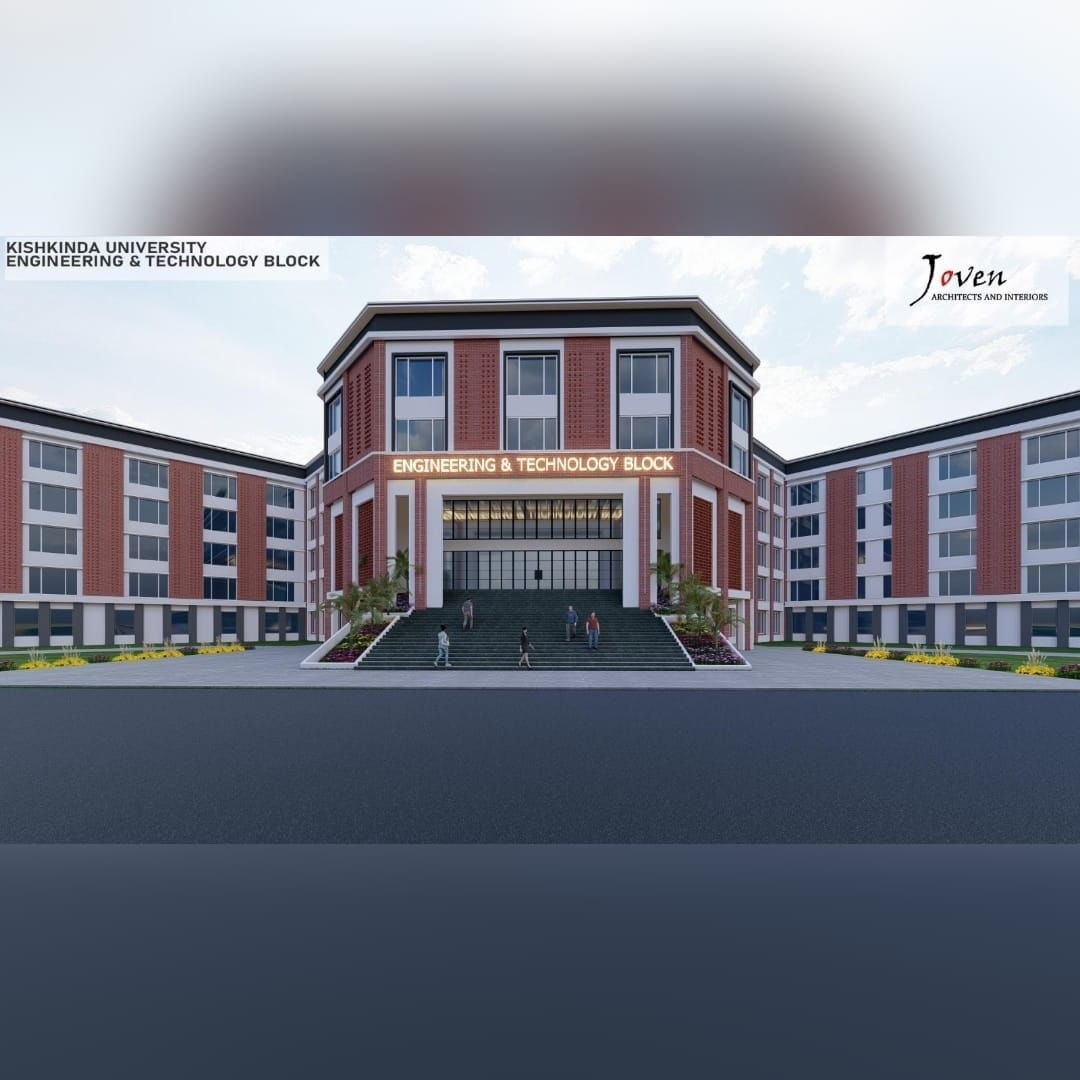 KISHKINDA UNIVERSITY
ENGINEERING & TECHNOLOGY BLOCK
Joven
ARCHITECTS AND INTERIORS
ENGINEERING & TECHNOLOGY BLOCK